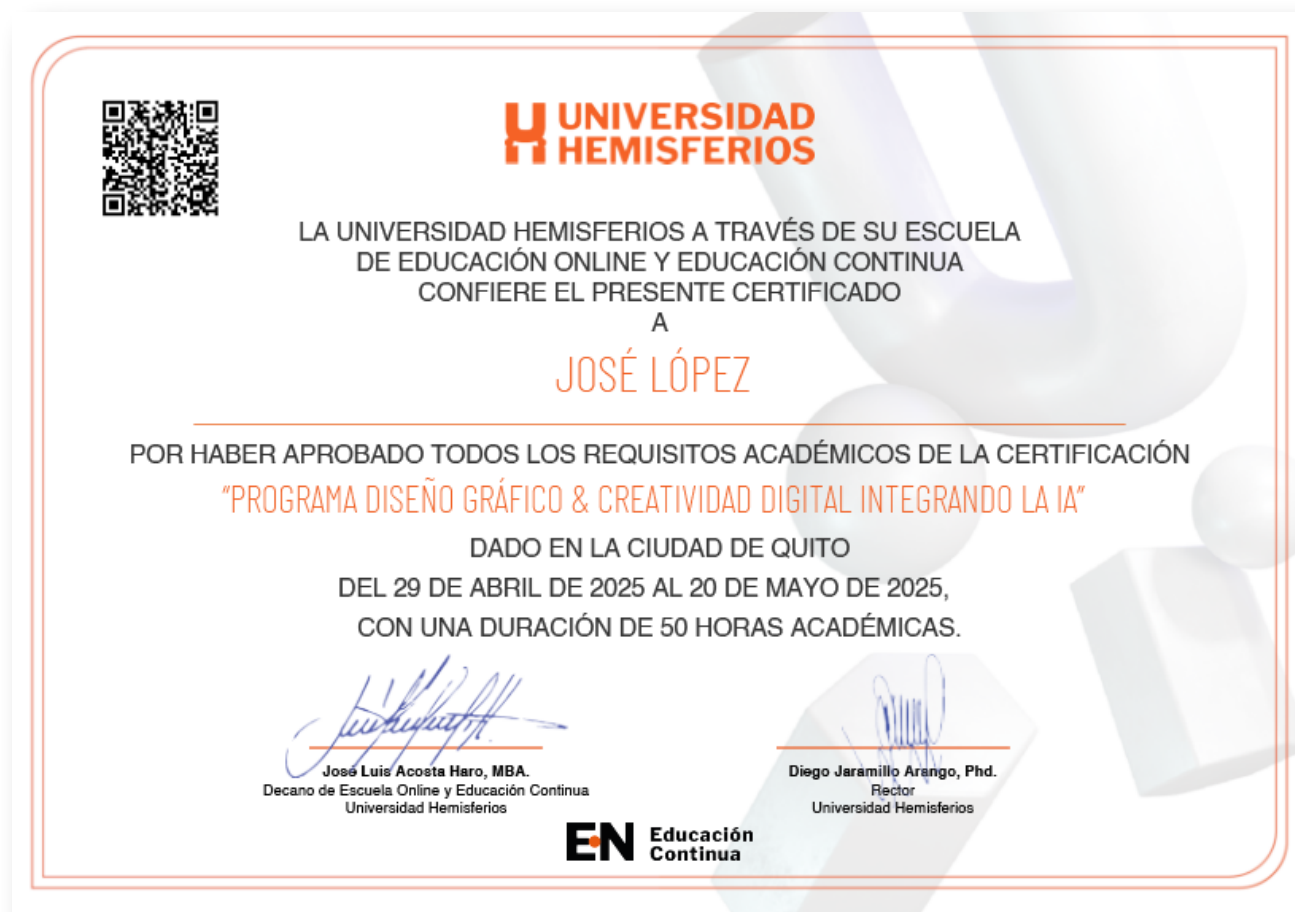 UNIVERSIDAD
HEMISFERIOS
LA UNIVERSIDAD HEMISFERIOS A TRAVÉS DE SU ESCUELA
DE EDUCACIÓN ONLINE Y EDUCACIÓN CONTINUA
CONFIERE EL PRESENTE CERTIFICADO
A
JOSÉ LÓPEZ
POR HABER APROBADO TODOS LOS REQUISITOS ACADÉMICOS DE LA CERTIFICACIÓN
"PROGRAMA DISEÑO GRÁFICO & CREATIVIDAD DIGITAL INTEGRANDO LA IA"
DADO EN LA CIUDAD DE QUITO
DEL 29 DE ABRIL DE 2025 AL 20 DE MAYO DE 2025,
CON UNA DURACIÓN DE 50 HORAS ACADÉMICAS.
José Luis Acosta Haro, MBA.
Decano de Escuela Online y Educación Continua
Universidad Hemisferios
Diego Jaramillo Arango, Phd.
Rector
Universidad Hemisferios
EN Educación
Continua